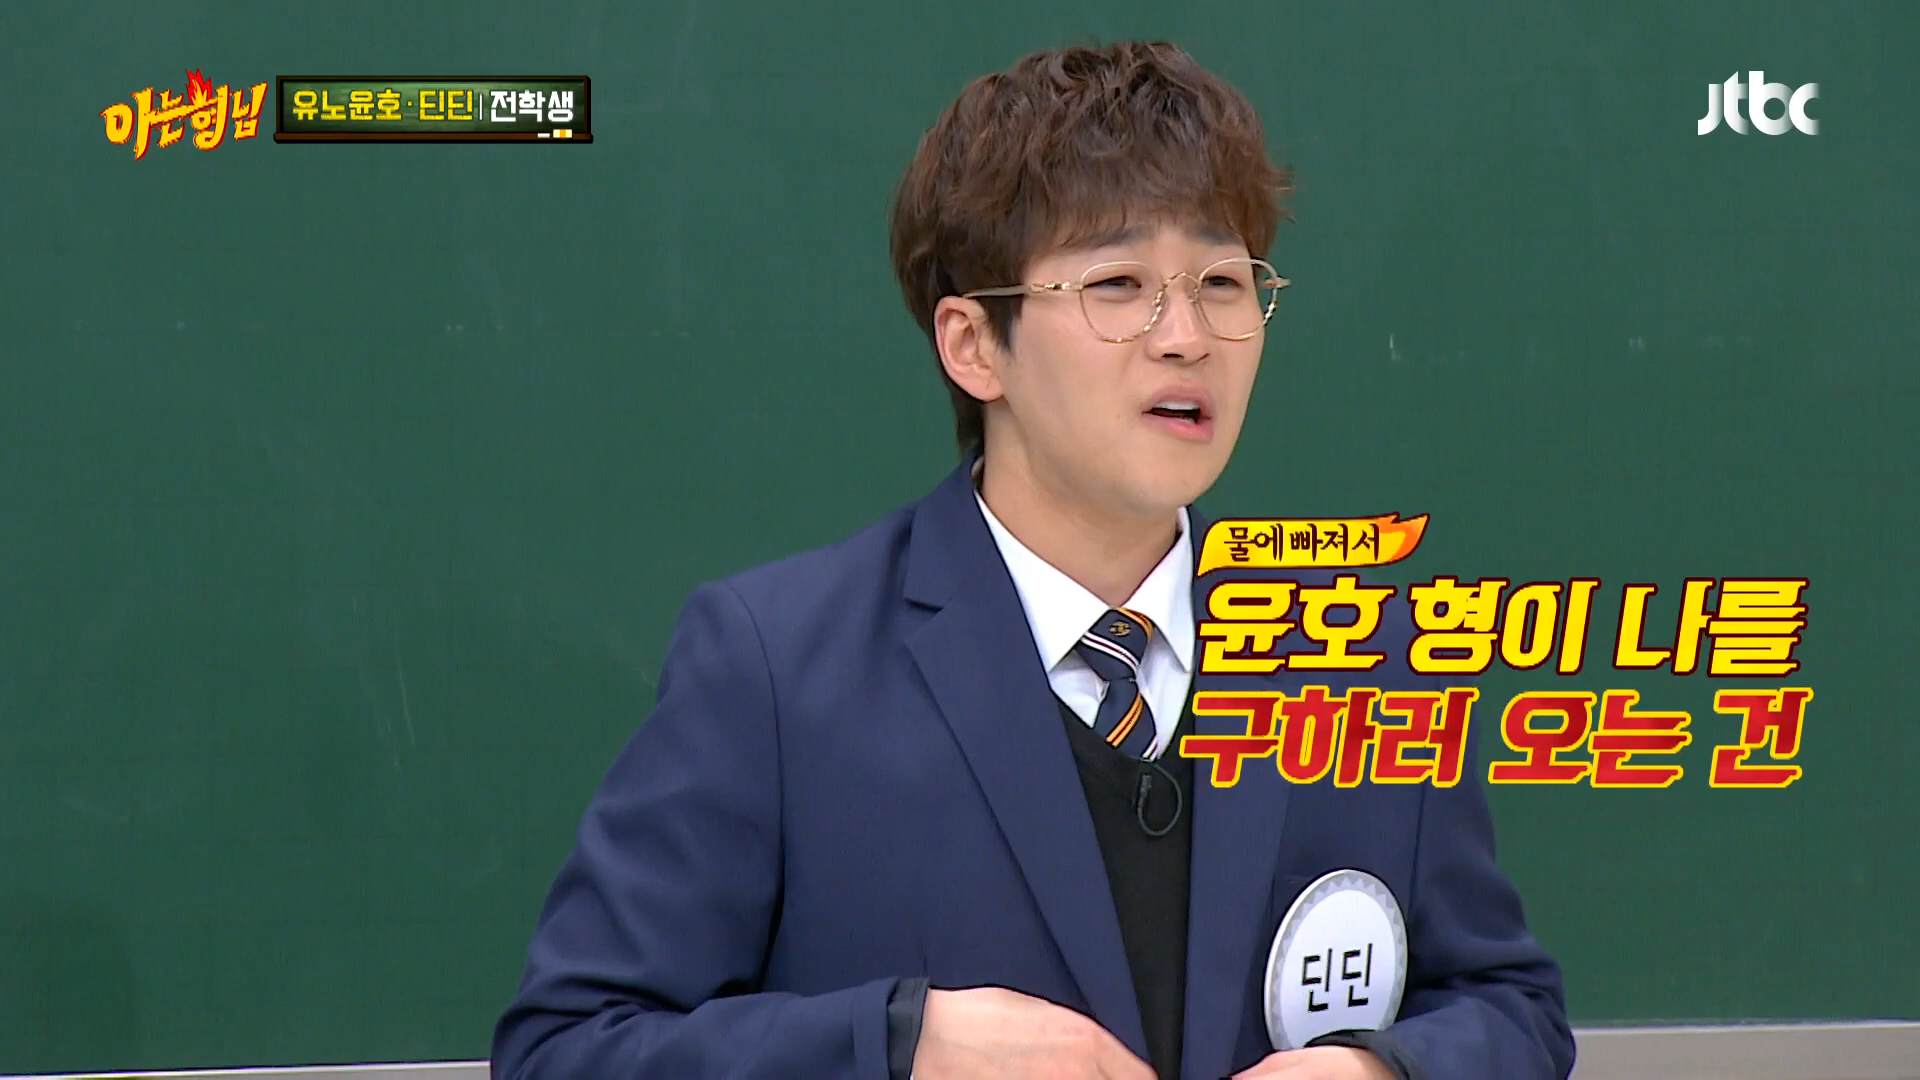 아는형님
유노윤호·딘딘 | 전학생
jtbc
물에 빠져서
윤호 형이 나를
구하러 오는 건
딘딘